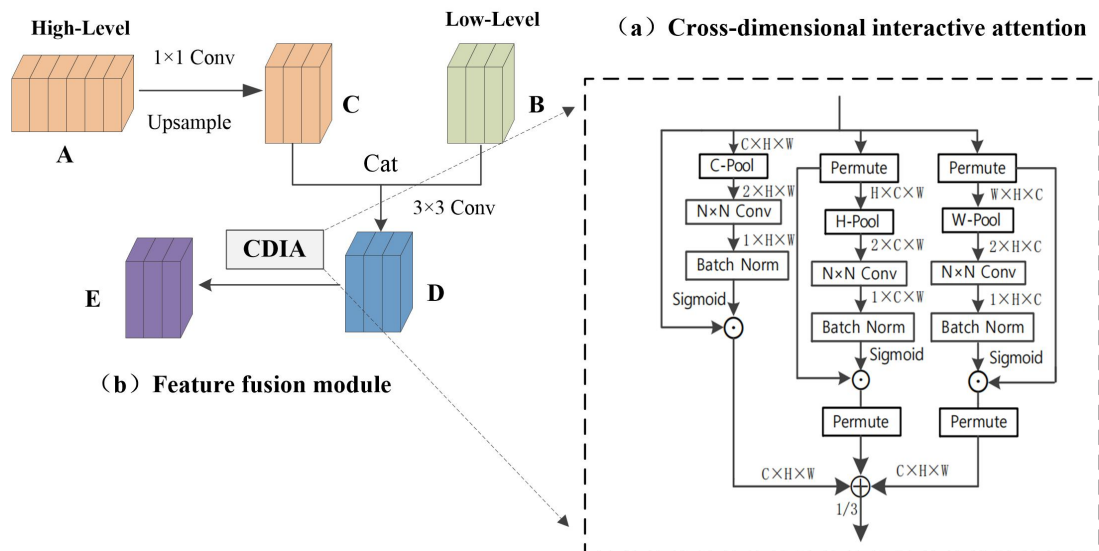 High-Level
1×1 Conv
Upsample
A
C
Low-Level
B
Cat
3×3 Conv
CDIA
E
D
（b）Feature fusion module
（a）Cross-dimensional interactive attention
C×H×W
C-Pool
2×H×W
N×N Conv
1×H×W
Batch Norm
Sigmoid
Permute
H×C×W
H-Pool
2×C×W
N×N Conv
1×C×W
Batch Norm
Sigmoid
Permute
Permute
W×H×C
W-Pool
2×H×C
N×N Conv
1×H×C
Batch Norm
Sigmoid
Permute
C×H×W
C×H×W
1/3